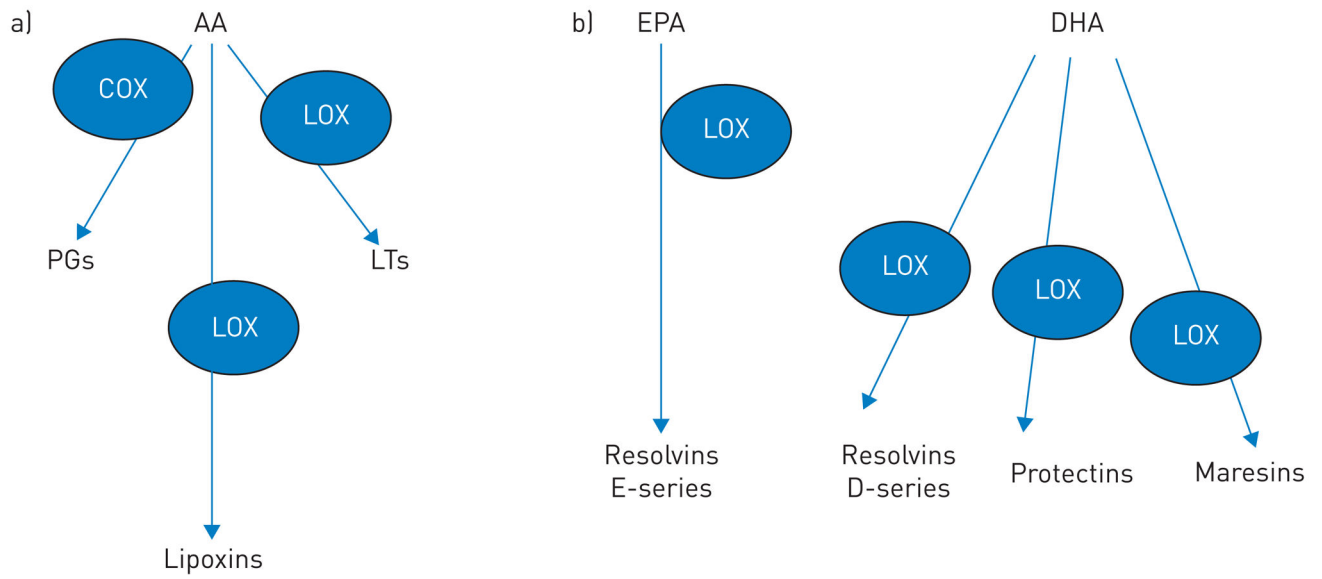 a)
AA
COX
LOX
PGs
LTs
LOX
Lipoxins
b)
EPA
DHA
LOX
LOX
LOX
LOX
Resolvins
E-series
Resolvins
D-series
Protectins
Maresins